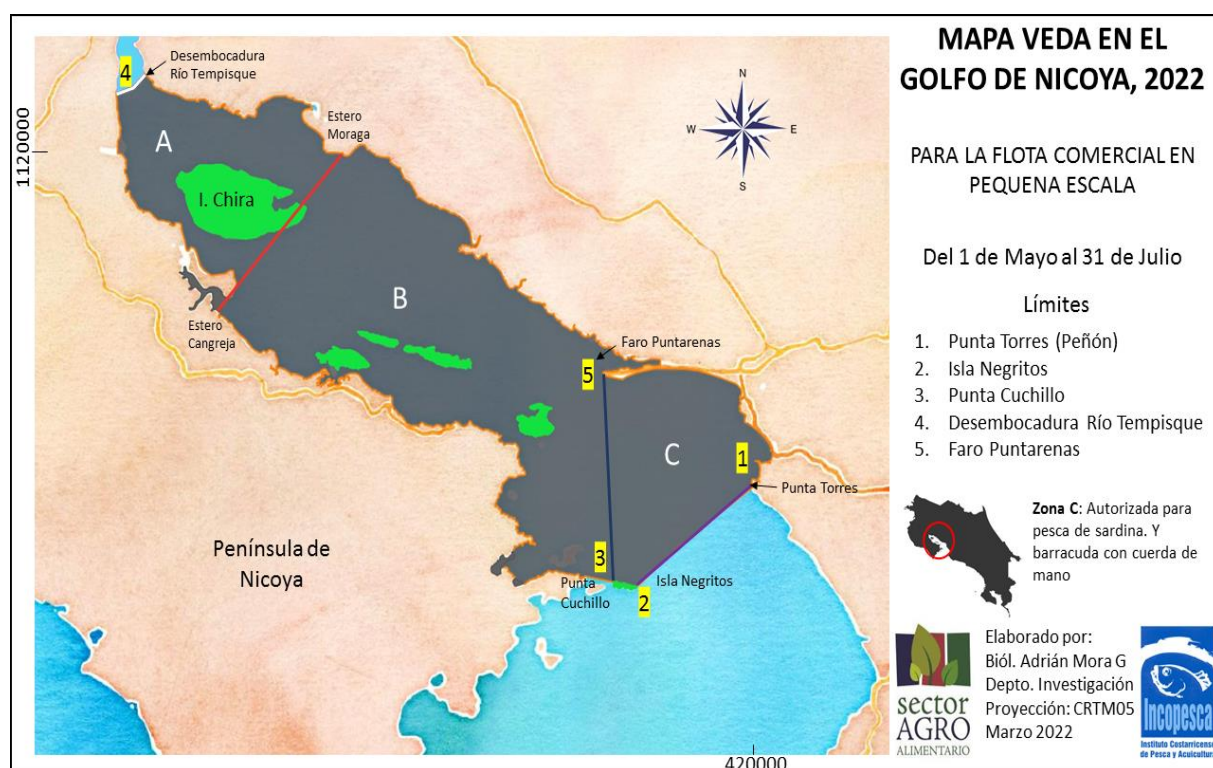 MAPA VEDA EN EL
GOLFO DE NICOYA, 2022
PARA LA FLOTA COMERCIAL EN
PEQUENA ESCALA
Del 1 de Mayo al 31 de Julio
Límites
1. Punta Torres (Peñón)
2. Isla Negritos
3. Punta Cuchillo
4. Desembocadura Río Tempisque
5. Faro Puntarenas
Zona C: Autorizada para
pesca de sardina. Y
barracuda con cuerda de
mano
Elaborado por:
Biól. Adrián Mora G
Depto. Investigación
Proyección: CRTM05
Marzo 2022
sector
AGRO
ALIMENTARIO
Incopesca
Instituto Costarricense
de Pesca y Acuicultura
1120000
420000
4
Desembocadura
Río Tempisque
A
Estero
Moraga
I. Chira
N
W
E
S
B
Estero
Cangreja
Faro Puntarenas
5
C
1
Punta Torres
Península de
Nicoya
3
Punta
Cuchillo
Isla Negritos
2